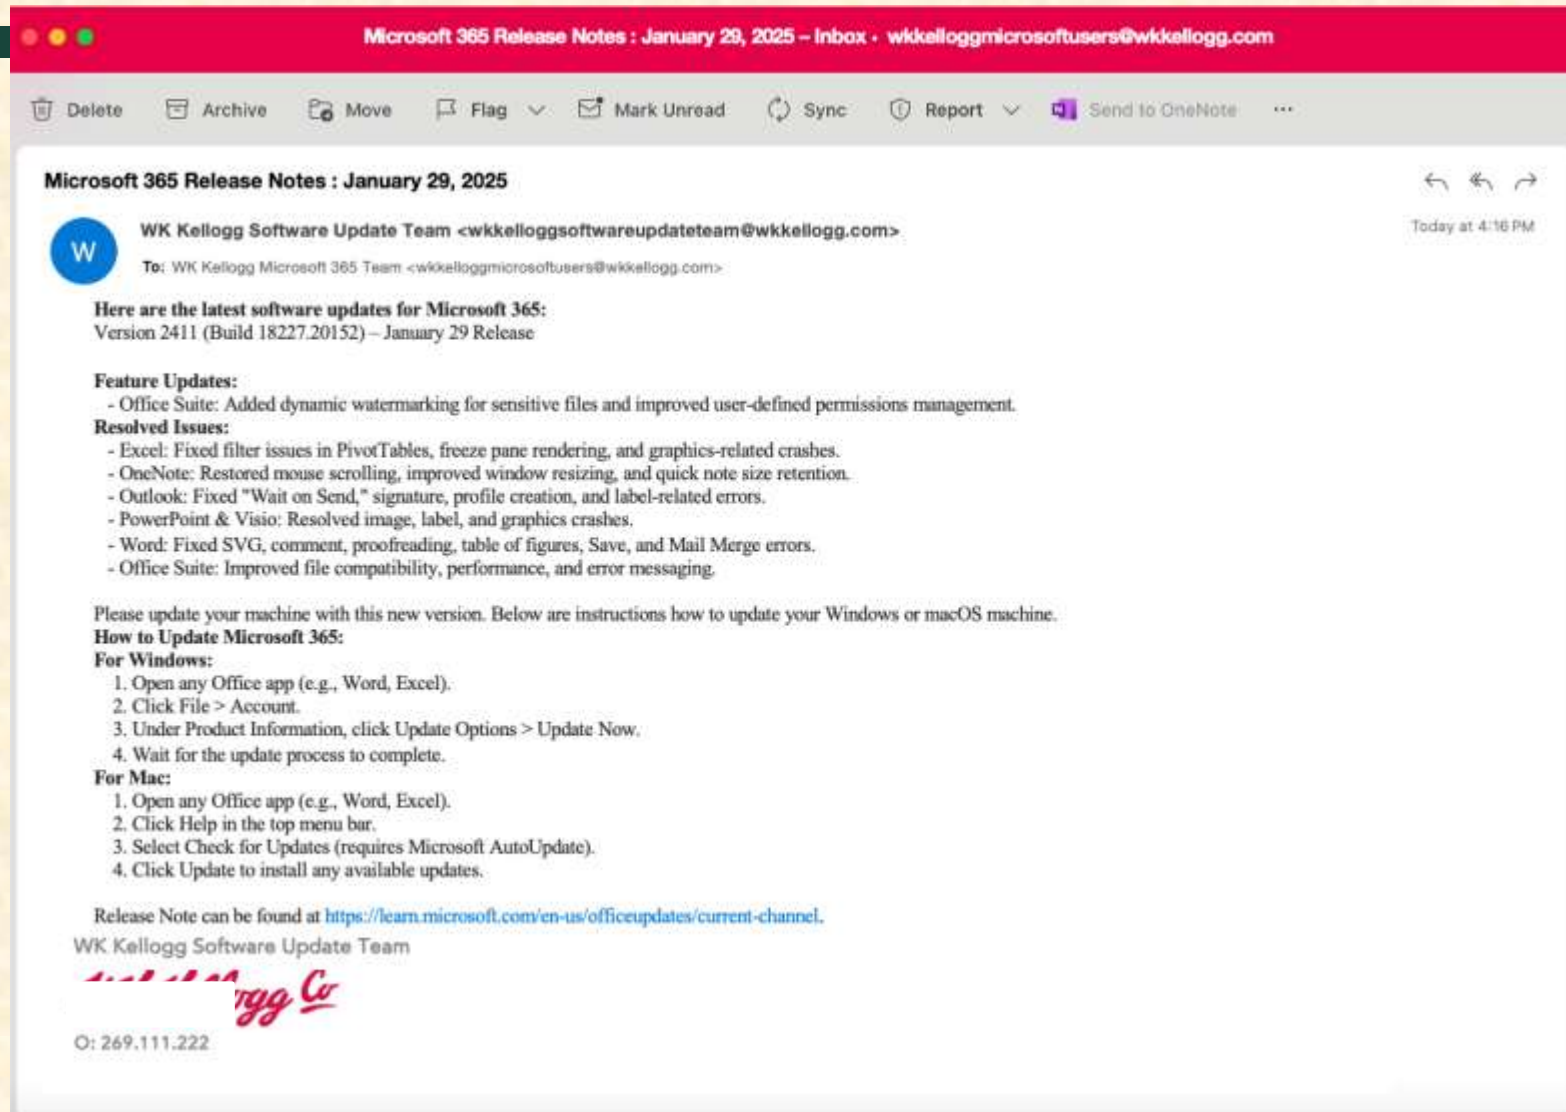 Microsoft 365 Release Notes : January 29, 2025 – Inbox • wkkelloggmicrosoftusers@wkkellogg.com
Delete Archive Move Flag Mark Unread Sync Report Send to OneNote ...
Microsoft 365 Release Notes : January 29, 2025
WK Kellogg Software Update Team <wkkelloggsoftwareupdateteam@wkkellogg.com>
Today at 4:16 PM
W
To: WK Kellogg Microsoft 365 Team <wkkelloggmicrosoftusers@wkkellogg.com>
Here are the latest software updates for Microsoft 365:
Version 2411 (Build 18227.20152) – January 29 Release
Feature Updates:
- Office Suite: Added dynamic watermarking for sensitive files and improved user-defined permissions management.
Resolved Issues:
- Excel: Fixed filter issues in PivotTables, freeze pane rendering, and graphics-related crashes.
- OneNote: Restored mouse scrolling, improved window resizing, and quick note size retention.
- Outlook: Fixed "Wait on Send," signature, profile creation, and label-related errors.
- PowerPoint & Visio: Resolved image, label, and graphics crashes.
- Word: Fixed SVG, comment, proofreading, table of figures, Save, and Mail Merge errors.
- Office Suite: Improved file compatibility, performance, and error messaging.
Please update your machine with this new version. Below are instructions how to update your Windows or macOS machine.
How to Update Microsoft 365:
For Windows:
1. Open any Office app (e.g., Word, Excel).
2. Click File > Account.
3. Under Product Information, click Update Options > Update Now.
4. Wait for the update process to complete.
For Mac:
1. Open any Office app (e.g., Word, Excel).
2. Click Help in the top menu bar.
3. Select Check for Updates (requires Microsoft AutoUpdate).
4. Click Update to install any available updates.
Release Note can be found at https://learn.microsoft.com/en-us/officeupdates/current-channel.
WK Kellogg Software Update Team
Co
O: 269.111.222